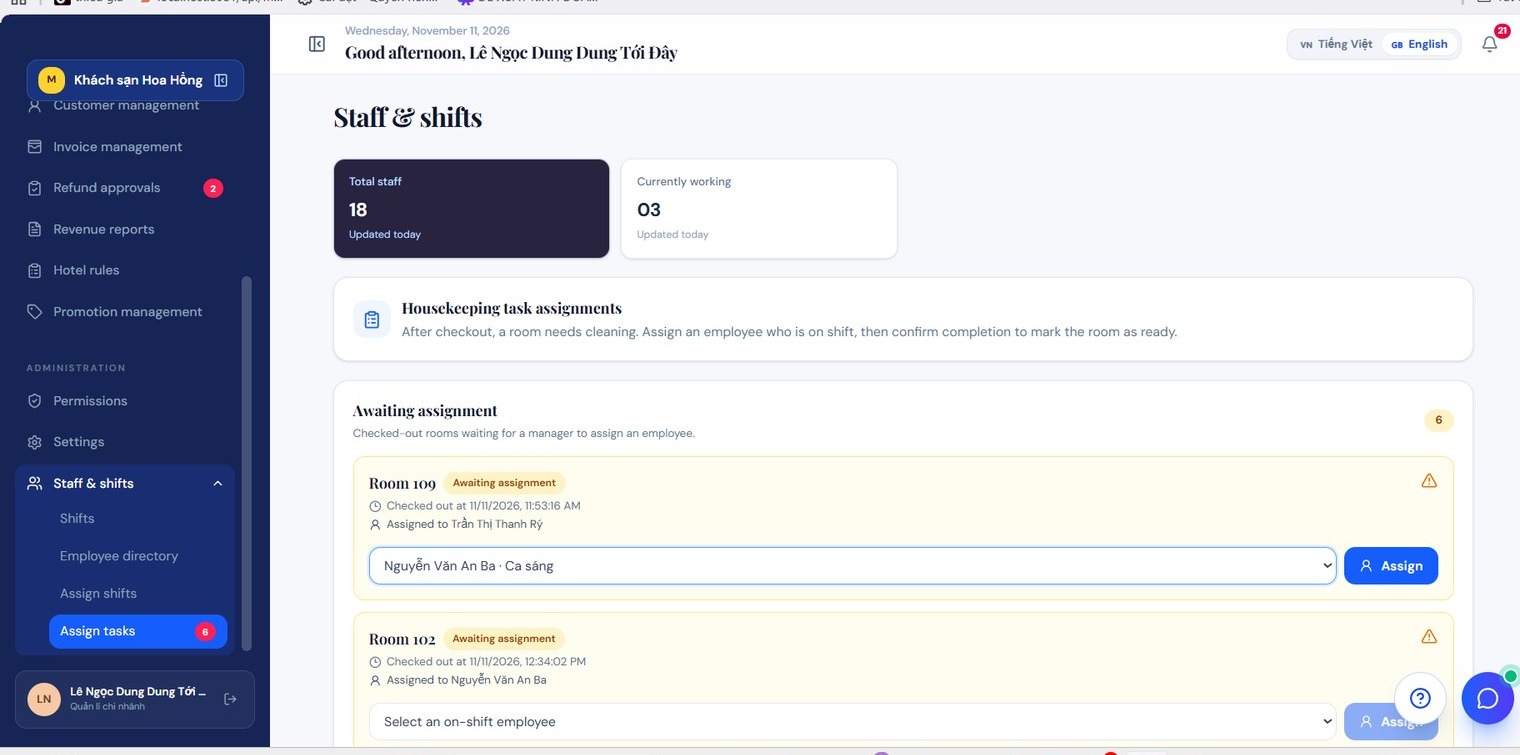 Wednesday, November 11, 2026
Good afternoon, Lê Ngọc Dung Dung Tới Đây
VN Tiếng Việt
GB English
21
M
Khách sạn Hoa Hồng
Customer management
Invoice management
Refund approvals
2
Revenue reports
Hotel rules
Promotion management
ADMINISTRATION
Permissions
Settings
Staff & shifts
Shifts
Employee directory
Assign shifts
Assign tasks
6
LN
Lê Ngọc Dung Dung Tới ...
Quản lí chi nhánh
Staff & shifts
Total staff
18
Updated today
Currently working
03
Updated today
Housekeeping task assignments
After checkout, a room needs cleaning. Assign an employee who is on shift, then confirm completion to mark the room as ready.
Awaiting assignment
Checked-out rooms waiting for a manager to assign an employee.
6
Room 109
Awaiting assignment
Checked out at 11/11/2026, 11:53:16 AM
Assigned to Trần Thị Thanh Rý
Nguyễn Văn An Ba · Ca sáng
Assign
Room 102
Awaiting assignment
Checked out at 11/11/2026, 12:34:02 PM
Assigned to Nguyễn Văn An Ba
Select an on-shift employee
Assign